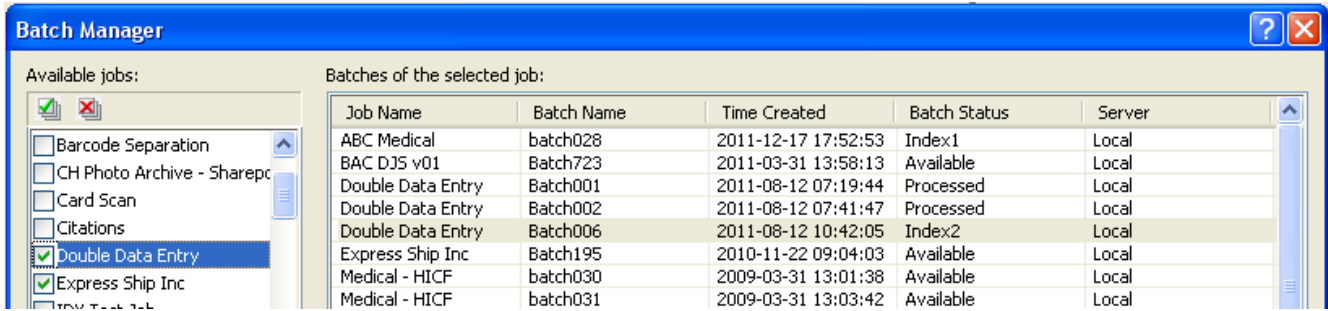 Batch Manager
Available jobs:
Barcode Separation
CH Photo Archive - Sharepo
Card Scan
Citations
Double Data Entry
Express Ship Inc
Batches of the selected job:
Job Name Batch Name Time Created Batch Status Server
ABC Medical batch028 2011-12-17 17:52:53 Index1 Local
BAC DJS v01 Batch723 2011-03-31 13:58:13 Available Local
Double Data Entry Batch001 2011-08-12 07:19:44 Processed Local
Double Data Entry Batch002 2011-08-12 07:41:47 Processed Local
Double Data Entry Batch006 2011-08-12 10:42:05 Index2 Local
Express Ship Inc Batch195 2010-11-22 09:04:03 Available Local
Medical - HICF batch030 2009-03-31 13:01:38 Available Local
Medical - HICF batch031 2009-03-31 13:03:42 Available Local